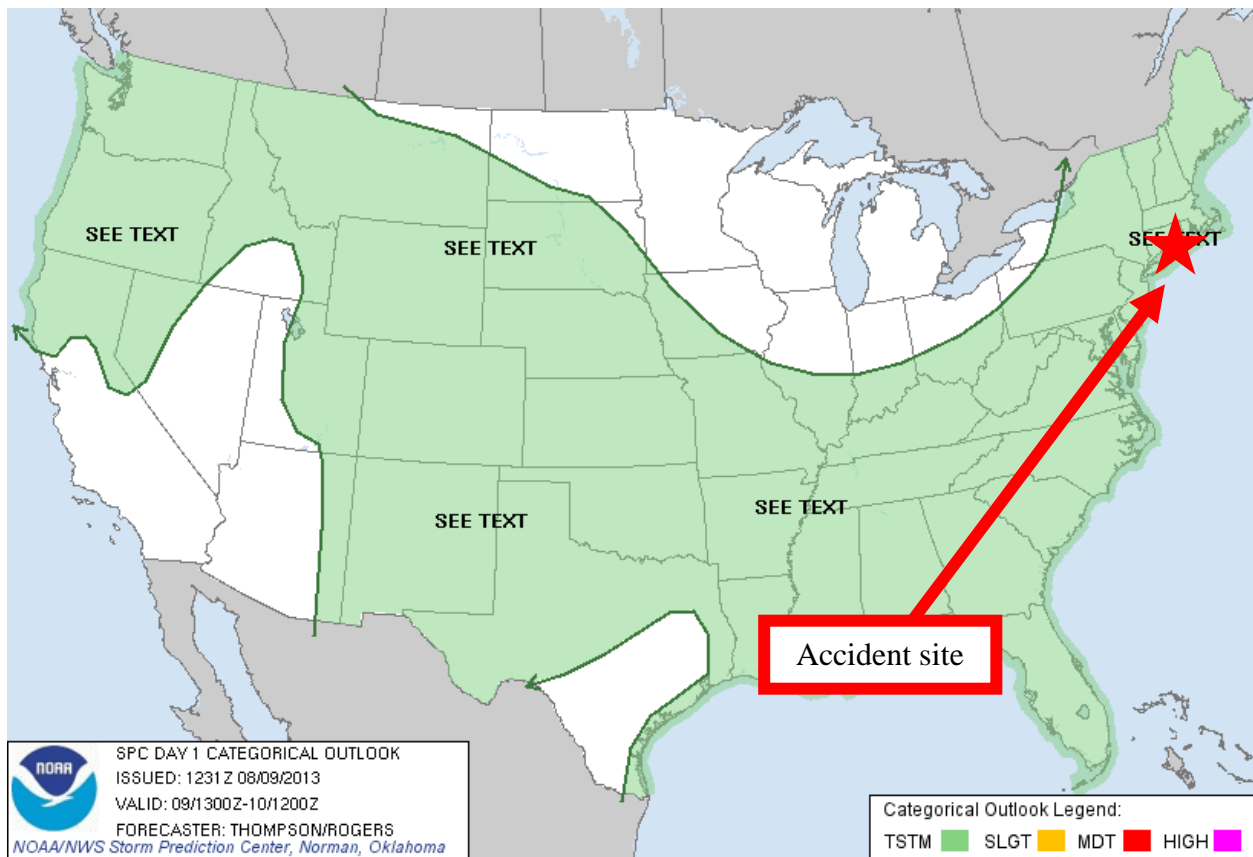 SEE TEXT
SEE TEXT
SEE TEXT
SEE TEXT
SEE TEXT
Accident site
NOAA
SPC DAY 1 CATEGORICAL OUTLOOK
ISSUED: 1231Z 08/09/2013
VALID: 09/1300Z-10/1200Z
FORECASTER: THOMPSON/ROGERS
NOAA/NWS Storm Prediction Center, Norman, Oklahoma
Categorical Outlook Legend:
TSTM SLGT MDT HIGH